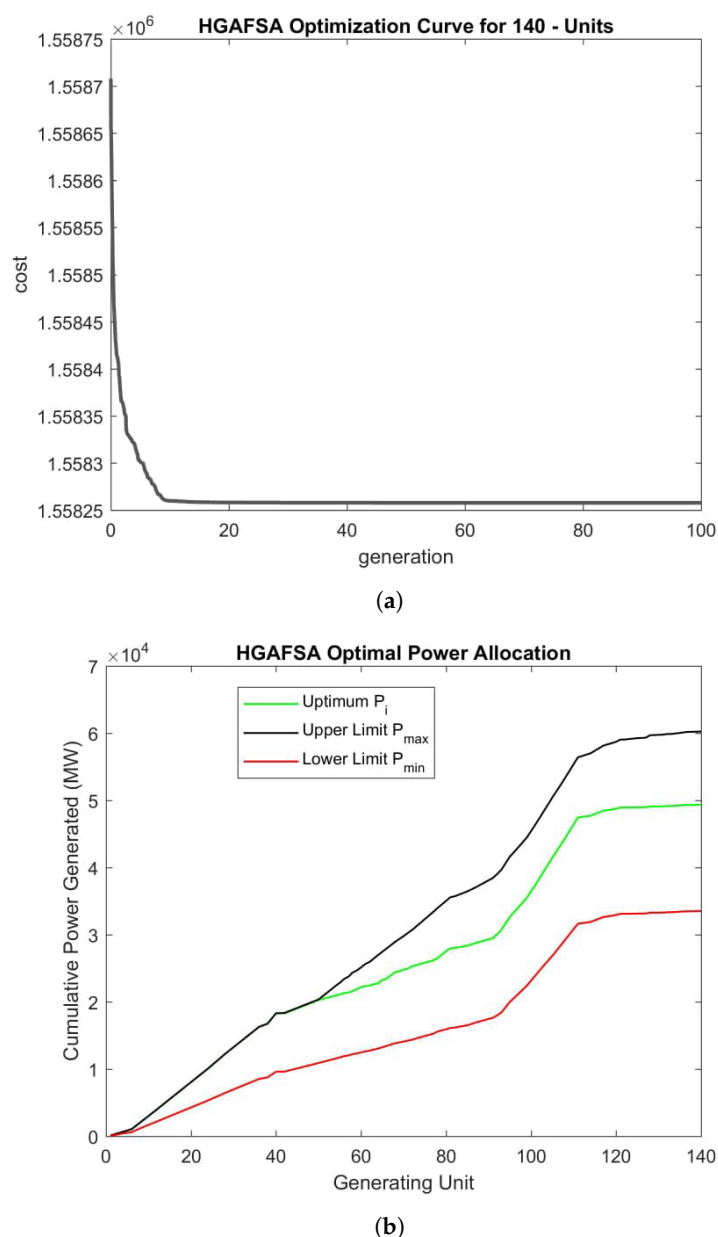 HGAFSA Optimization Curve for 140 - Units
×10^6
1.55875
1.5587
1.55865
1.5586
1.55855
1.5585
1.55845
1.5584
1.55835
1.5583
1.55825
cost
0 20 40 60 80 100
generation
(a)
HGAFSA Optimal Power Allocation
×10^4
7
6
5
4
3
2
1
0
Cumulative Power Generated (MW)
Uptimum P_i
Upper Limit P_max
Lower Limit P_min
0 20 40 60 80 100 120 140
Generating Unit
(b)